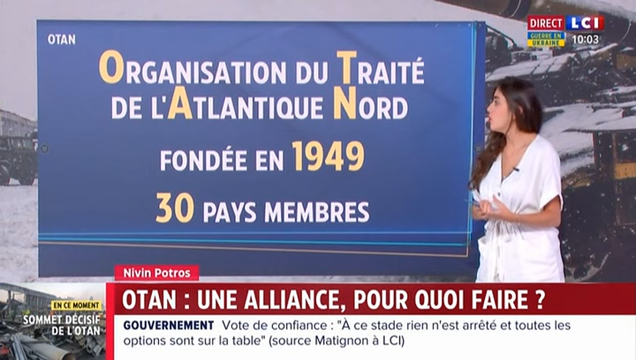 OTAN
DIRECT LCI
GUERRE EN
UKRAINE
10:03
ORGANISATION DU TRAITÉ
DE L'ATLANTIQUE NORD
FONDÉE EN 1949
30 PAYS MEMBRES
Nivin Potros
EN CE MOMENT
SOMMET DÉCISIF
DE L'OTAN
OTAN : UNE ALLIANCE, POUR QUOI FAIRE ?
GOUVERNEMENT Vote de confiance : "À ce stade rien n'est arrêté et toutes les
options sont sur la table" (source Matignon à LCI)